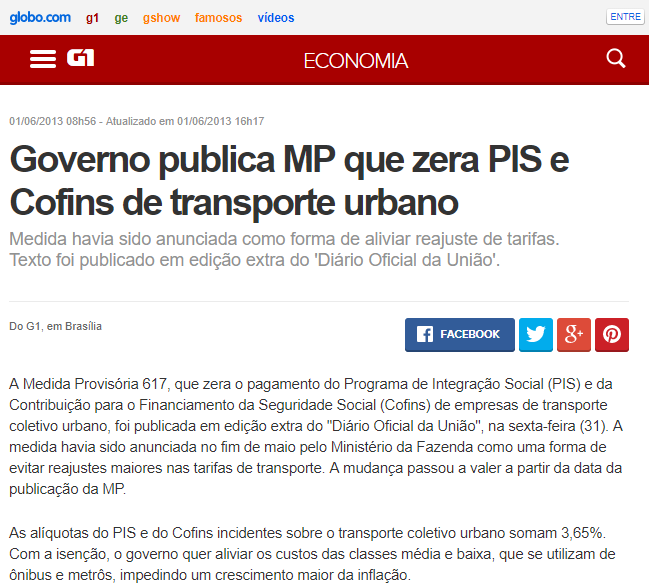 globo.com g1 ge gshow famosos vídeos ENTRE
G1 ECONOMIA
01/06/2013 08h56 - Atualizado em 01/06/2013 16h17
Governo publica MP que zera PIS e
Cofins de transporte urbano
Medida havia sido anunciada como forma de aliviar reajuste de tarifas.
Texto foi publicado em edição extra do 'Diário Oficial da União'.
Do G1, em Brasília
FACEBOOK
A Medida Provisória 617, que zera o pagamento do Programa de Integração Social (PIS) e da
Contribuição para o Financiamento da Seguridade Social (Cofins) de empresas de transporte
coletivo urbano, foi publicada em edição extra do "Diário Oficial da União", na sexta-feira (31). A
medida havia sido anunciada no fim de maio pelo Ministério da Fazenda como uma forma de
evitar reajustes maiores nas tarifas de transporte. A mudança passou a valer a partir da data da
publicação da MP.
As alíquotas do PIS e do Cofins incidentes sobre o transporte coletivo urbano somam 3,65%.
Com a isenção, o governo quer aliviar os custos das classes média e baixa, que se utilizam de
ônibus e metrôs, impedindo um crescimento maior da inflação.